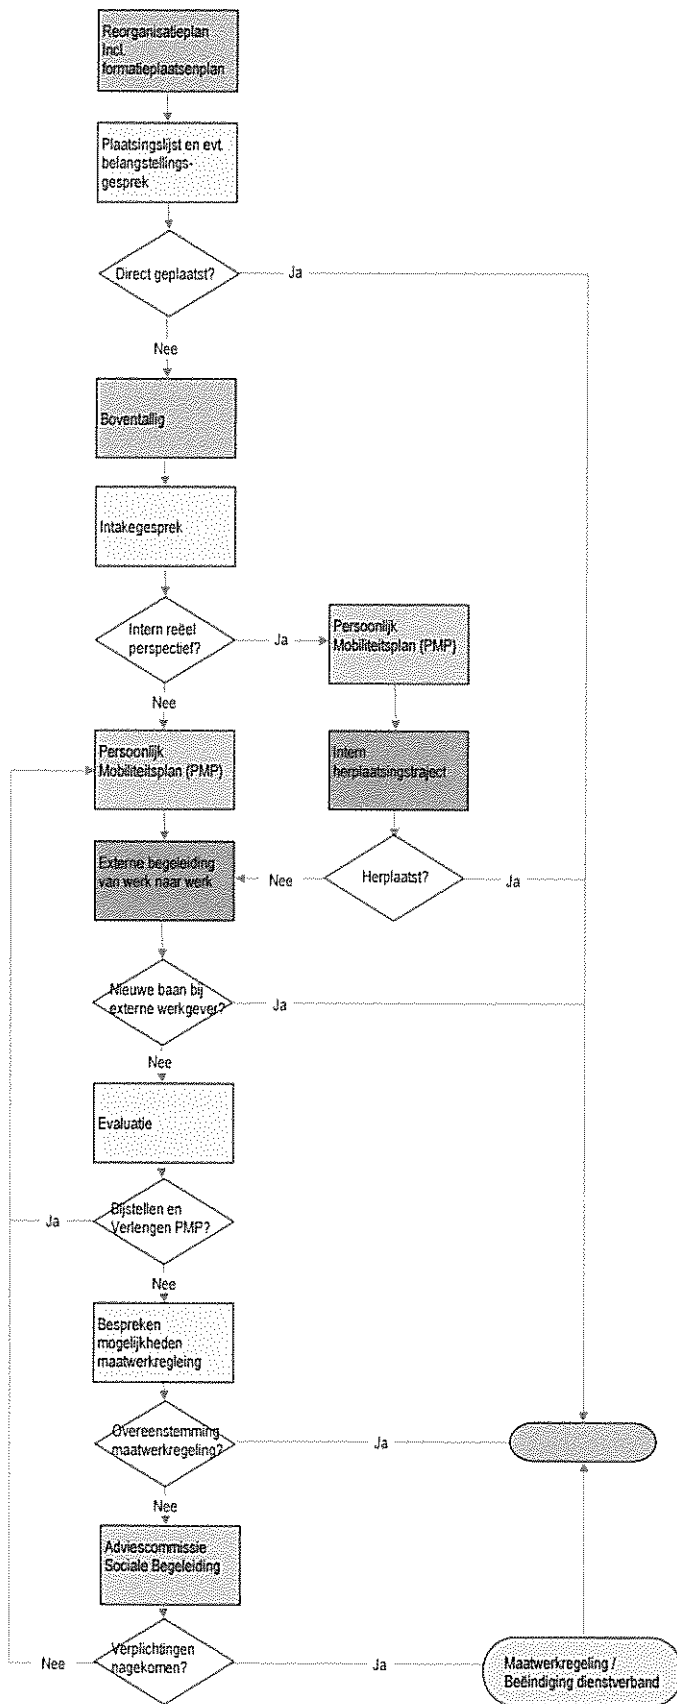 Reorganisatieplan
Incl.
formatieplaatsenplan
Plaatsingslijst en evt.
belangstellings-
gesprek
Direct geplaatst?
Ja
Nee
Boventallig
Intakegesprek
Intern reëel
perspectief?
Ja
Persoonlijk
Mobiliteitsplan (PMP)
Nee
Persoonlijk
Mobiliteitsplan (PMP)
Intern
herplaatsingstraject
Externe begeleiding
van werk naar werk
Nee
Herplaatst?
Ja
Nieuwe baan bij
externe werkgever?
Ja
Nee
Evaluatie
Bijstellen en
Verlengen PMP?
Ja
Nee
Bespreken
mogelijkheden
maatwerkregleing
Overeenstemming
maatwerkregeling?
Ja
Nee
Adviescommissie
Sociale Begeleiding
Verplichtingen
nagekomen?
Nee
Ja
Maatwerkregeling /
Beëindiging dienstverband